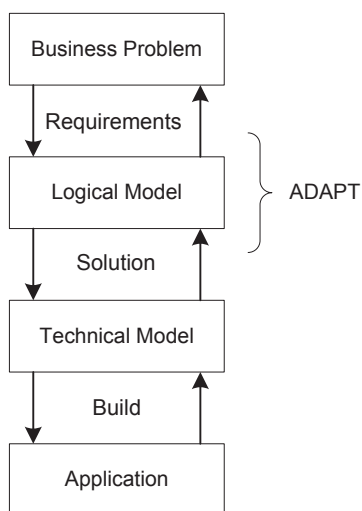 Business Problem
Requirements
Logical Model
ADAPT
Solution
Technical Model
Build
Application